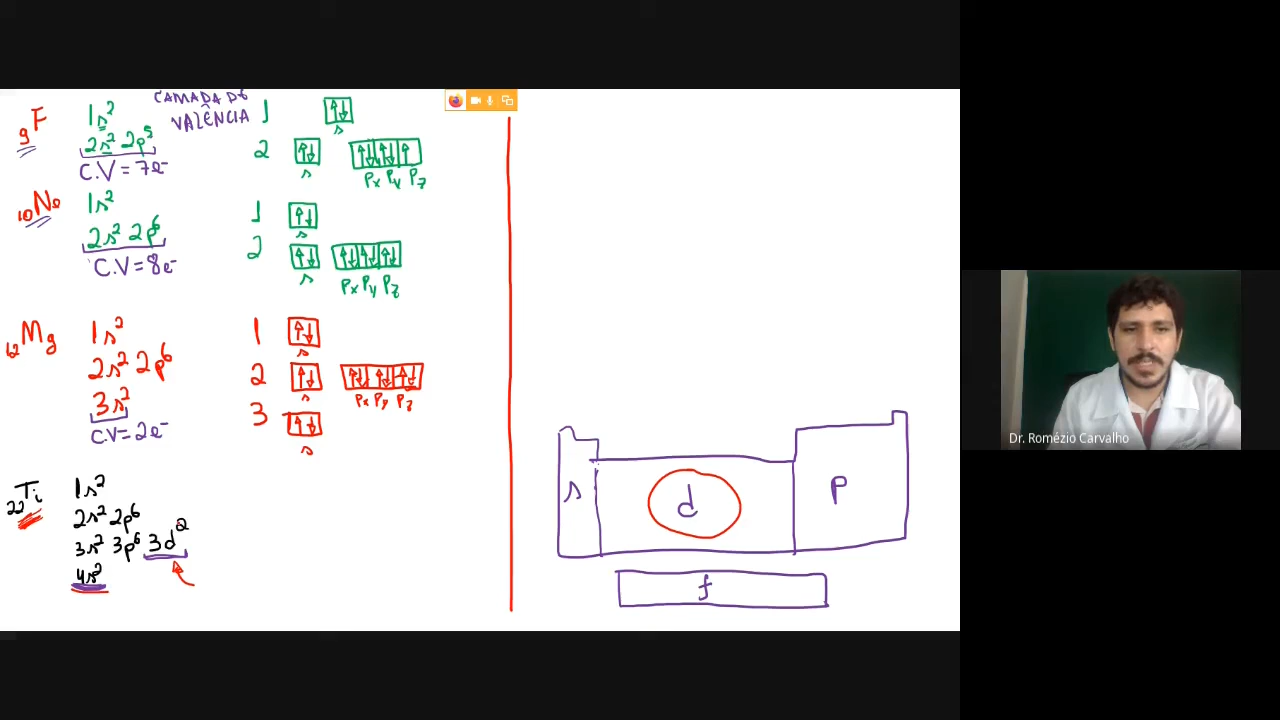 CAMADA DE
VALÊNCIA
9F 1s² 1 ↑↓
s
2s² 2p⁵ 2 ↑↓ ↑↓ ↑↓ ↑
s Px Py Pz
C.V = 7e-
10Ne 1s² 1 ↑↓
s
2s² 2p⁶ 2 ↑↓ ↑↓ ↑↓ ↑↓
s Px Py Pz
C.V = 8e-
12Mg 1s² 1 ↑↓
s
2s² 2p⁶ 2 ↑↓ ↑↓ ↑↓ ↑↓
s Px Py Pz
3s² 3 ↑↓
s
C.V = 2e-
22Ti 1s²
2s² 2p⁶
3s² 3p⁶ 3d²
4s²
s d p
f
Dr. Romézio Carvalho